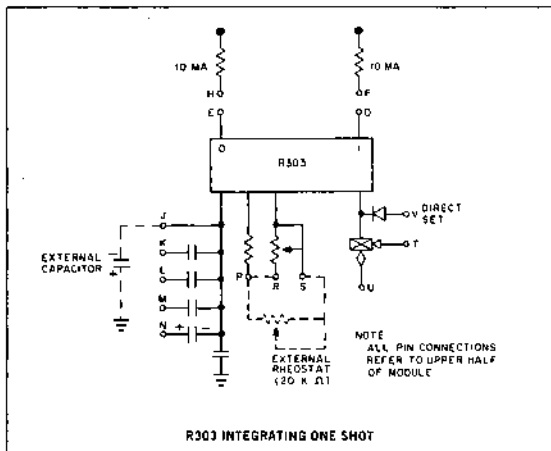 10 MA
10 MA
H
F
E
D
0
1
R303
J
K
L
M
N
EXTERNAL
CAPACITOR
−
+
+ −
P
R
S
V
DIRECT
SET
T
U
EXTERNAL
RHEOSTAT
(20 K Ω)
NOTE
ALL PIN CONNECTIONS
REFER TO UPPER HALF
OF MODULE
R303 INTEGRATING ONE SHOT